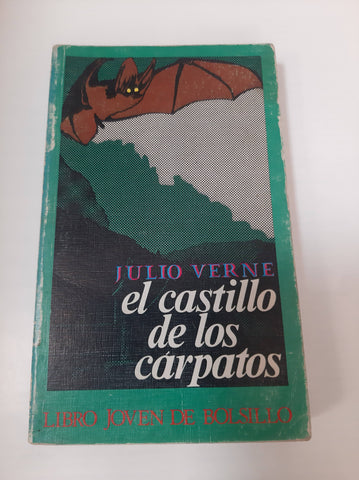 JULIO VERNE
el castillo
de los
cárpatos
LIBRO JOVEN DE BOLSILLO